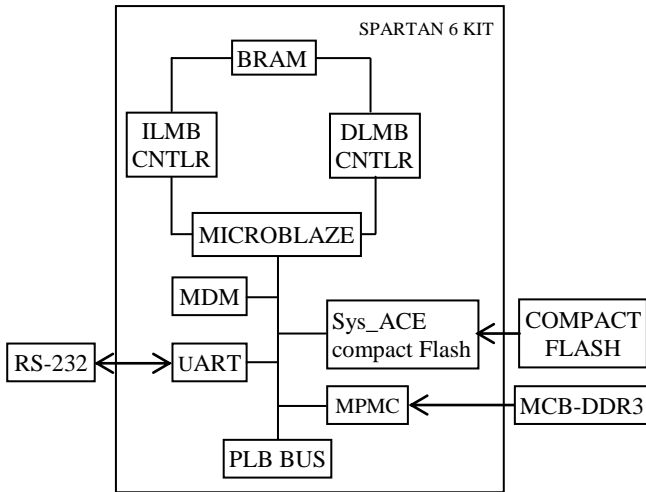 SPARTAN 6 KIT
BRAM
ILMB
CNTLR
DLMB
CNTLR
MICROBLAZE
MDM
Sys_ACE
compact Flash
COMPACT
FLASH
RS-232
UART
MPMC
MCB-DDR3
PLB BUS